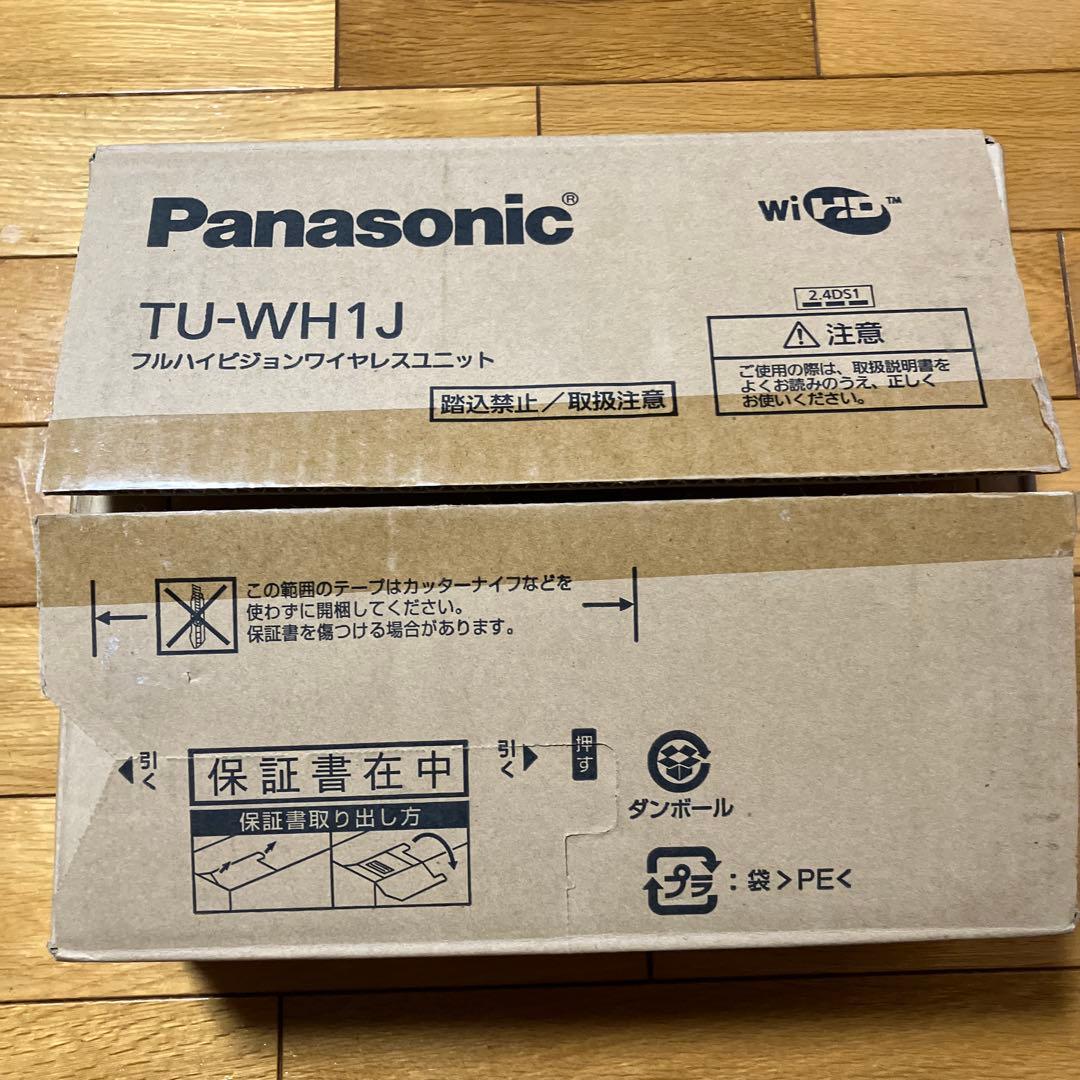 Panasonic®
wiHD™
TU-WH1J
フルハイビジョンワイヤレスユニット
2.4DS1
注意
ご使用の際は、取扱説明書を
よくお読みのうえ、正しく
お使いください。
踏込禁止/取扱注意
この範囲のテープはカッターナイフなどを
使わずに開梱してください。
保証書を傷つける場合があります。
引く
保証書在中
引く
押す
保証書取り出し方
ダンボール
プラ:袋>PE<